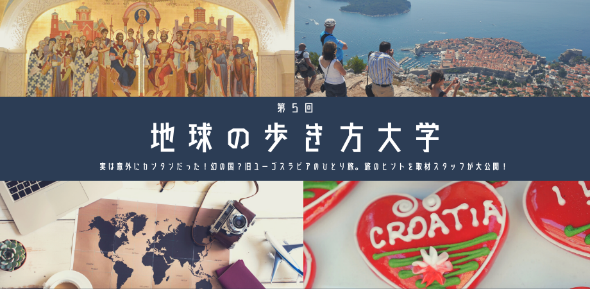 第5回
地球の歩き方大学
実は意外にカンタンだった！幻の国？旧ユーゴスラビアのひとり旅。旅のヒントを取材スタッフが大公開！
CROATIA